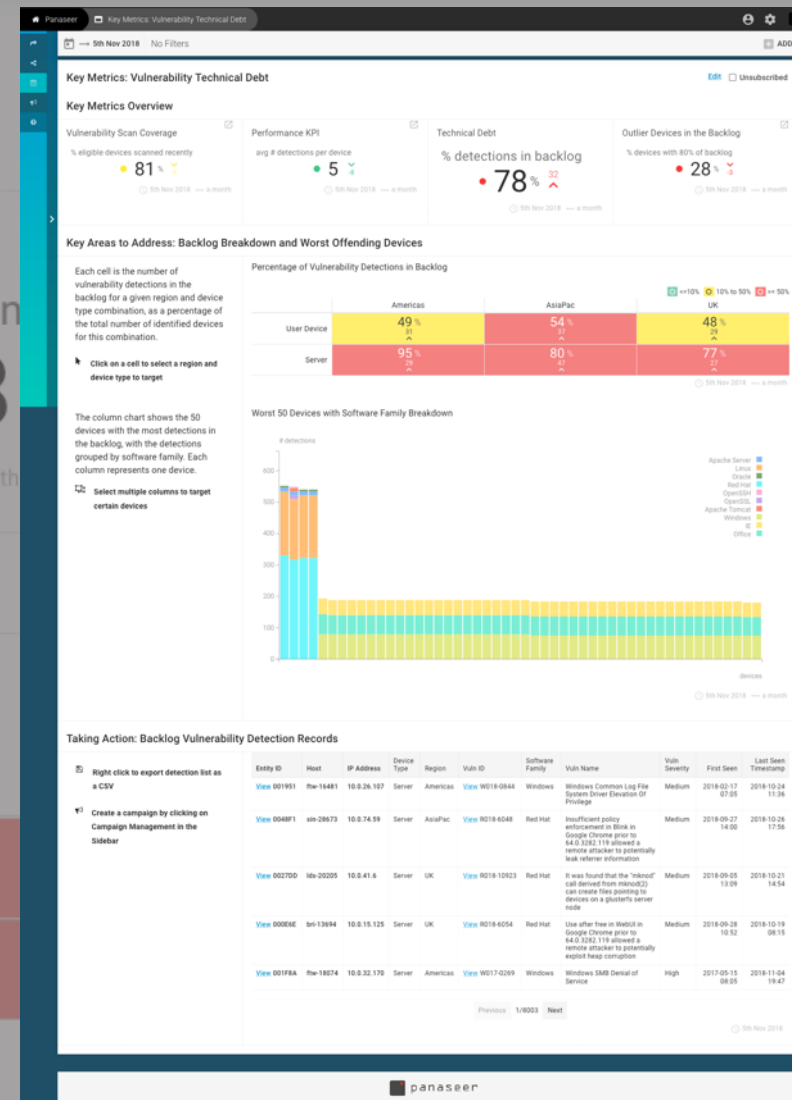 Panaseer
Key Metrics: Vulnerability Technical Debt
5th Nov 2018 No Filters
ADD
Key Metrics: Vulnerability Technical Debt
Edit Unsubscribed
Key Metrics Overview
Vulnerability Scan Coverage
% eligible devices scanned recently
81 %
5th Nov 2018 — a month
Performance KPI
avg # detections per device
5
5th Nov 2018 — a month
Technical Debt
% detections in backlog
78 % 32
5th Nov 2018 — a month
Outlier Devices in the Backlog
% devices with 80% of backlog
28 %
5th Nov 2018 — a month
Key Areas to Address: Backlog Breakdown and Worst Offending Devices
Each cell is the number of
vulnerability detections in the
backlog for a given region and device
type combination, as a percentage of
the total number of identified devices
for this combination.
Click on a cell to select a region and
device type to target
Percentage of Vulnerability Detections in Backlog
<=10% 10% to 50% >= 50%
Americas AsiaPac UK
User Device 49 % 54 % 48 %
31 37 29
Server 95 % 80 % 77 %
29 47 27
5th Nov 2018 — a month
The column chart shows the 50
devices with the most detections in
the backlog, with the detections
grouped by software family. Each
column represents one device.
Select multiple columns to target
certain devices
Worst 50 Devices with Software Family Breakdown
# detections
600
500
400
300
200
100
0
Apache Server
Linux
Oracle
Red Hat
OpenSSH
OpenSSL
Apache Tomcat
Windows
IE
Office
devices
5th Nov 2018 — a month
Taking Action: Backlog Vulnerability Detection Records
Right click to export detection list as
a CSV
Create a campaign by clicking on
Campaign Management in the
Sidebar
Entity ID Host IP Address Device Type Region Vuln ID Software Family Vuln Name Vuln Severity First Seen Last Seen Timestamp
View 001951 ftw-16481 10.0.26.107 Server Americas View W018-0844 Windows Windows Common Log File Medium 2018-02-17 2018-10-24
System Driver Elevation Of 07:05 11:36
Privilege
View 0048F1 sin-28673 10.0.74.59 Server AsiaPac View R018-6048 Red Hat Insufficient policy Medium 2018-09-27 2018-10-26
enforcement in Blink in 14:00 17:56
Google Chrome prior to
64.0.3282.119 allowed a
remote attacker to potentially
leak referrer information
View 0027DD lds-20205 10.0.41.6 Server UK View R018-10923 Red Hat It was found that the "mknod" Medium 2018-09-05 2018-10-21
call derived from mknod(2) 13:09 14:54
can create files pointing to
devices on a glusterfs server
node
View 000E6E bri-13694 10.0.15.125 Server UK View R018-6054 Red Hat Use after free in WebUI in Medium 2018-09-28 2018-10-19
Google Chrome prior to 10:52 08:15
64.0.3282.119 allowed a
remote attacker to potentially
exploit heap corruption
View 001F8A ftw-18074 10.0.32.170 Server Americas View W017-0269 Windows Windows SMB Denial of High 2017-05-15 2018-11-04
Service 08:05 19:47
Previous 1/8003 Next
5th Nov 2018
panaseer